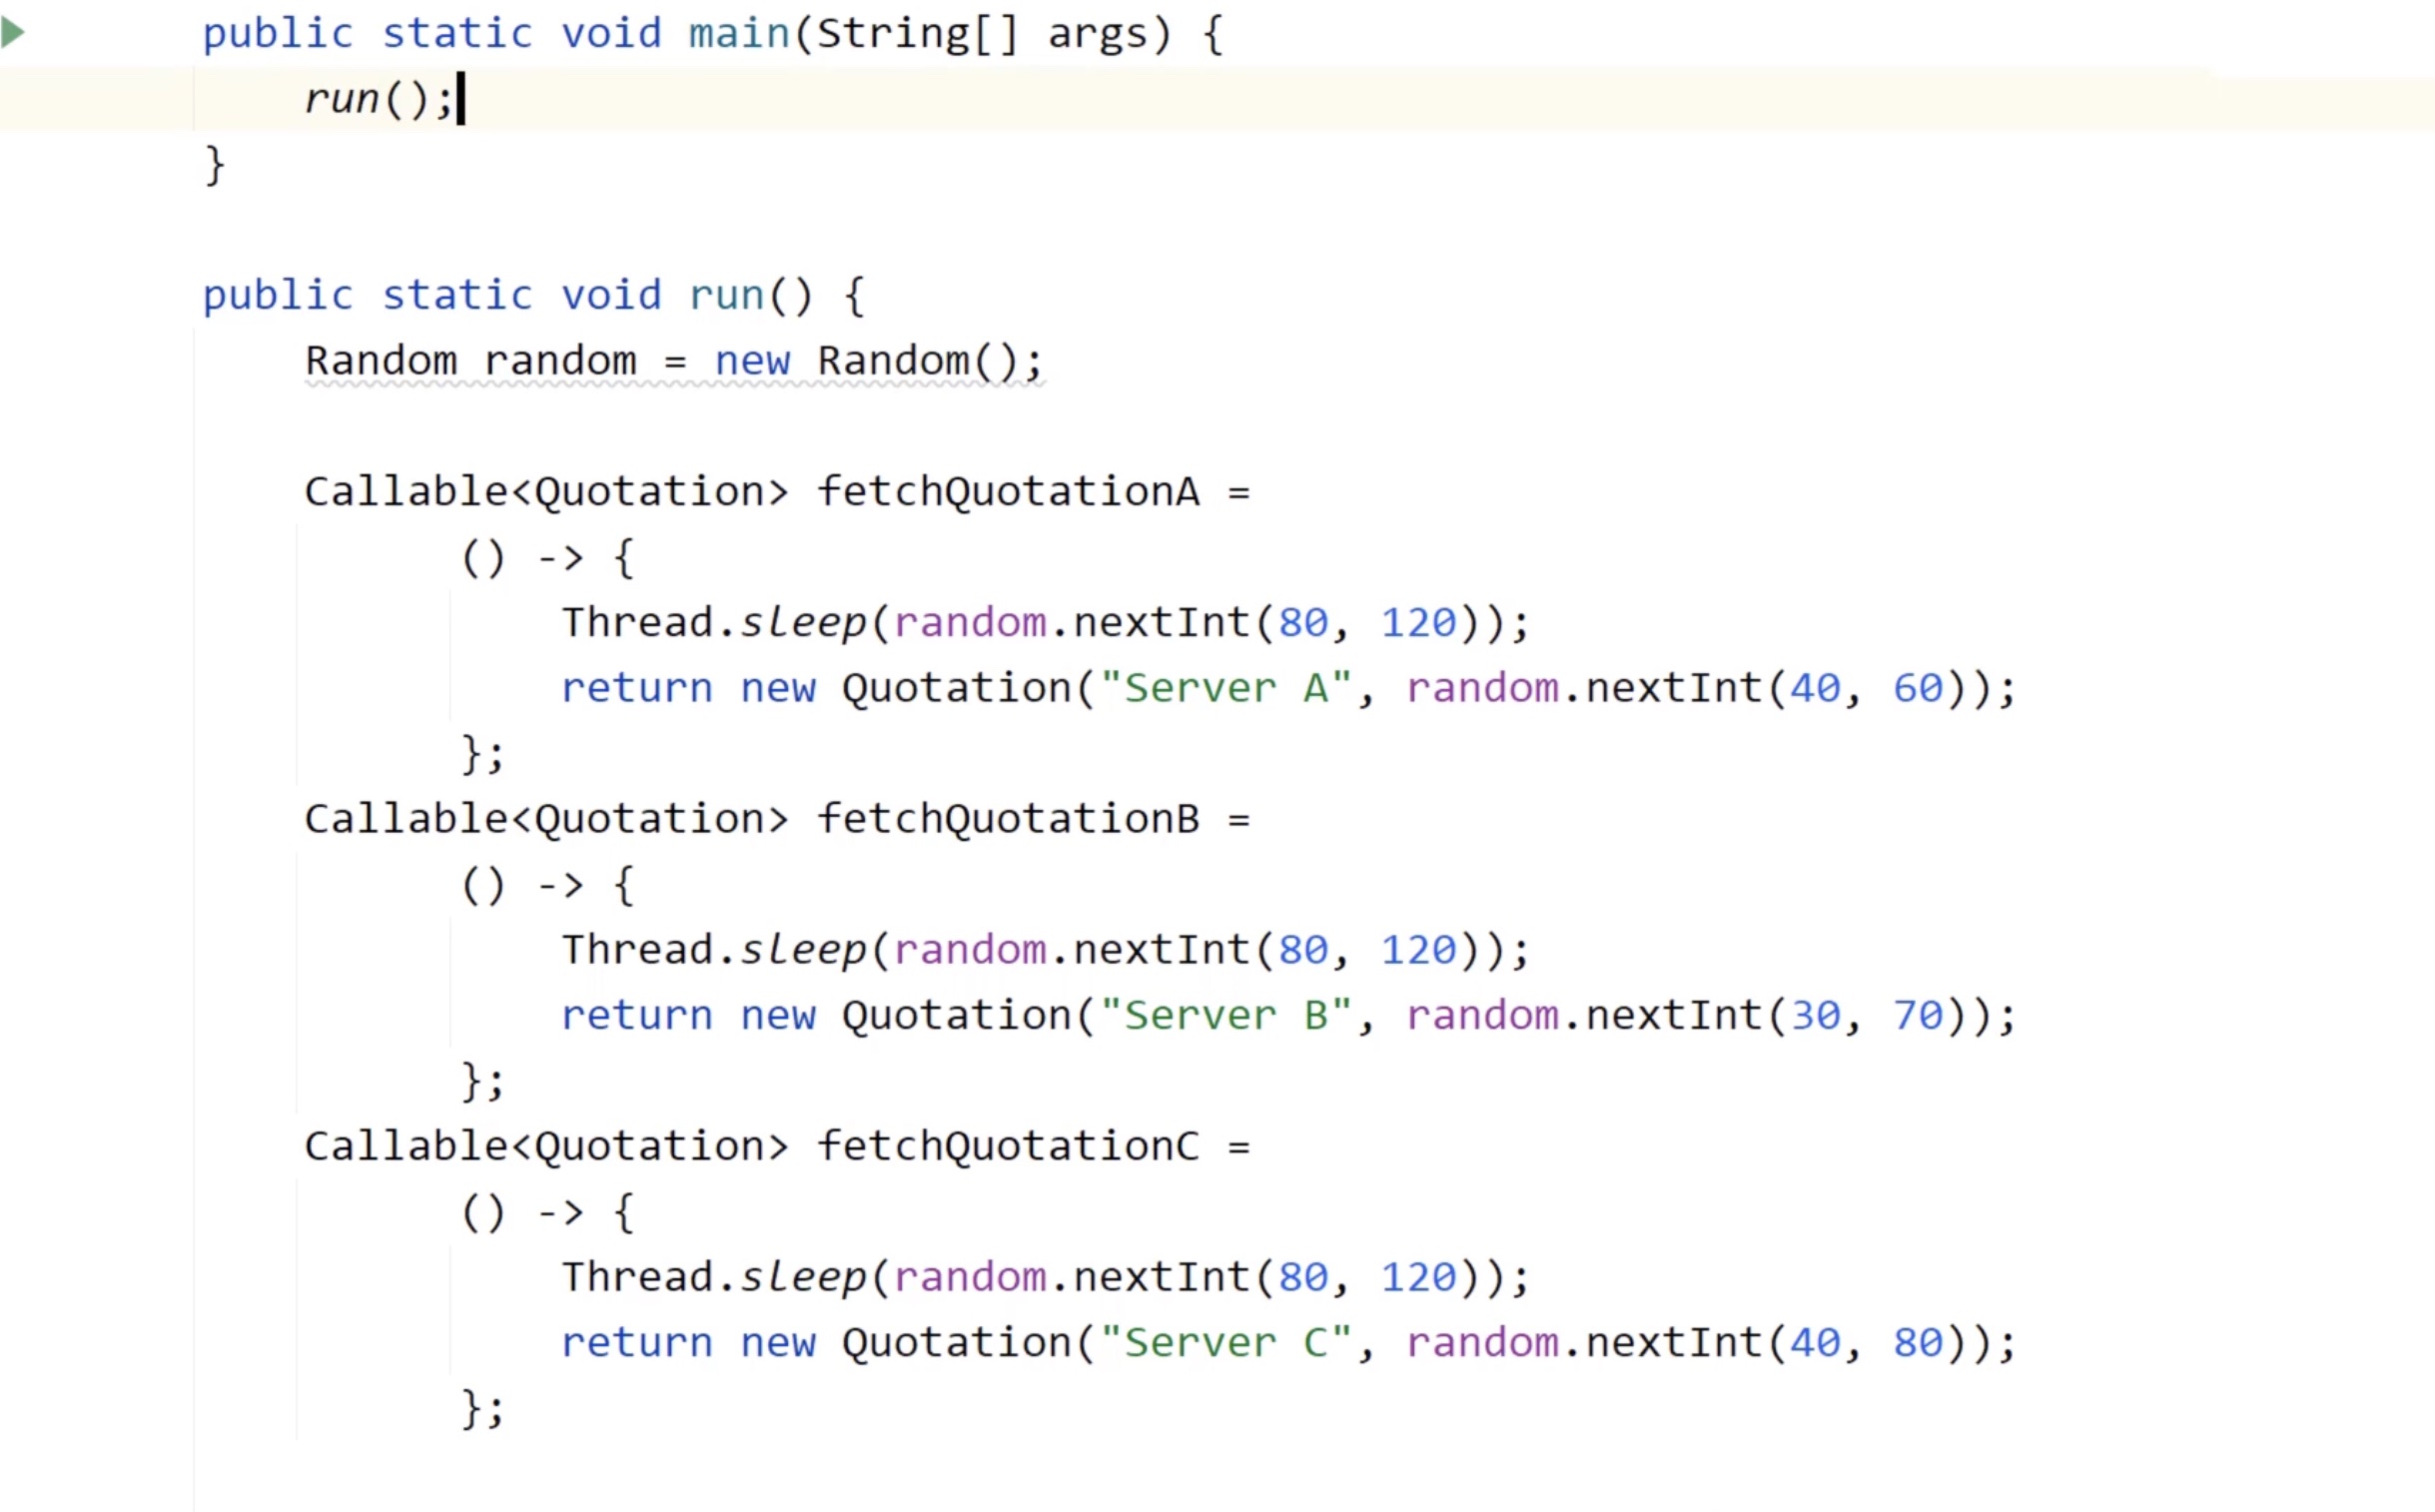 public static void main(String[] args) {
run();
}
public static void run() {
Random random = new Random();
Callable<Quotation> fetchQuotationA =
() -> {
Thread.sleep(random.nextInt(80, 120));
return new Quotation("Server A", random.nextInt(40, 60));
};
Callable<Quotation> fetchQuotationB =
() -> {
Thread.sleep(random.nextInt(80, 120));
return new Quotation("Server B", random.nextInt(30, 70));
};
Callable<Quotation> fetchQuotationC =
() -> {
Thread.sleep(random.nextInt(80, 120));
return new Quotation("Server C", random.nextInt(40, 80));
};